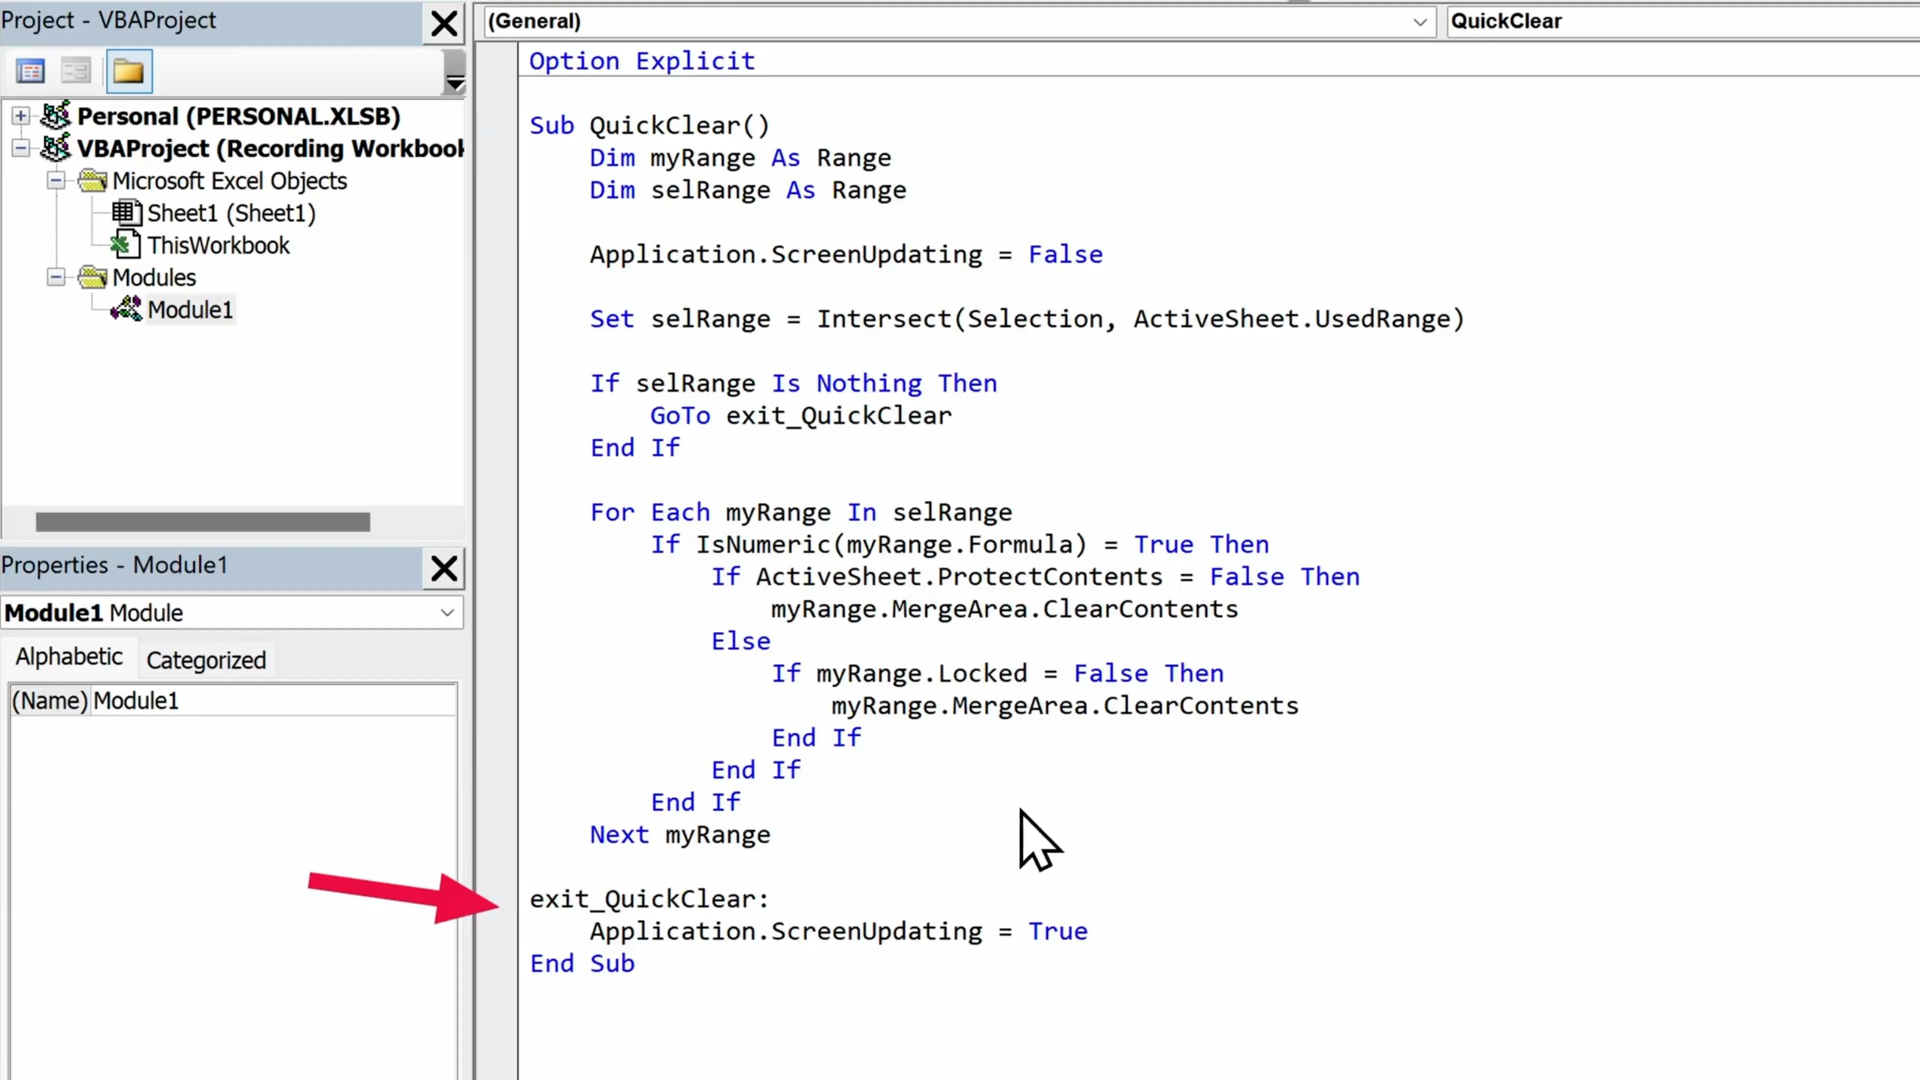 Project - VBAProject
Personal (PERSONAL.XLSB)
VBAProject (Recording Workbook
Microsoft Excel Objects
Sheet1 (Sheet1)
ThisWorkbook
Modules
Module1
Properties - Module1
Module1 Module
Alphabetic Categorized
(Name) Module1
(General) QuickClear
Option Explicit
Sub QuickClear()
Dim myRange As Range
Dim selRange As Range
Application.ScreenUpdating = False
Set selRange = Intersect(Selection, ActiveSheet.UsedRange)
If selRange Is Nothing Then
GoTo exit_QuickClear
End If
For Each myRange In selRange
If IsNumeric(myRange.Formula) = True Then
If ActiveSheet.ProtectContents = False Then
myRange.MergeArea.ClearContents
Else
If myRange.Locked = False Then
myRange.MergeArea.ClearContents
End If
End If
End If
Next myRange
exit_QuickClear:
Application.ScreenUpdating = True
End Sub